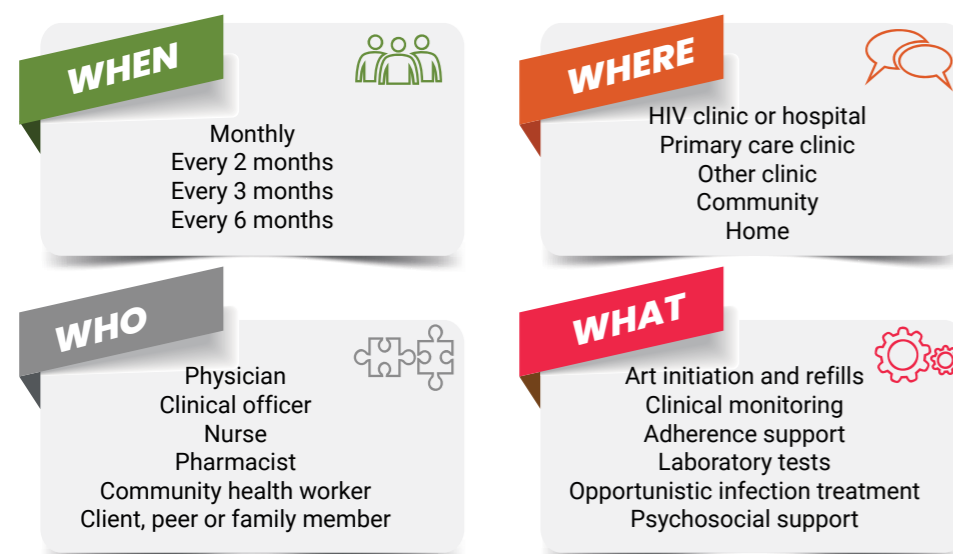 WHEN
Monthly
Every 2 months
Every 3 months
Every 6 months
WHERE
HIV clinic or hospital
Primary care clinic
Other clinic
Community
Home
WHO
Physician
Clinical officer
Nurse
Pharmacist
Community health worker
Client, peer or family member
WHAT
Art initiation and refills
Clinical monitoring
Adherence support
Laboratory tests
Opportunistic infection treatment
Psychosocial support